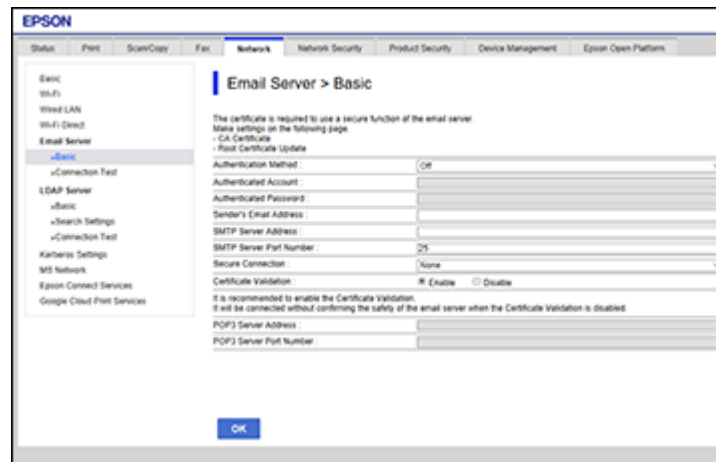 EPSON
Status Print Scan/Copy Fax Network Network Security Product Security Device Management Epson Open Platform
Basic
Wi-Fi
Wired LAN
Wi-Fi Direct
Email Server
»Basic
»Connection Test
LDAP Server
»Basic
»Search Settings
»Connection Test
Kerberos Settings
MS Network
Epson Connect Services
Google Cloud Print Services
Email Server > Basic
The certificate is required to use a secure function of the email server.
Make settings on the following page.
- CA Certificate
- Root Certificate Update
Authentication Method : Off
Authenticated Account :
Authenticated Password :
Sender's Email Address :
SMTP Server Address :
SMTP Server Port Number : 25
Secure Connection : None
Certificate Validation : Enable Disable
It is recommended to enable the Certificate Validation.
It will be connected without confirming the safety of the email server when the Certificate Validation is disabled.
POP3 Server Address :
POP3 Server Port Number :
OK